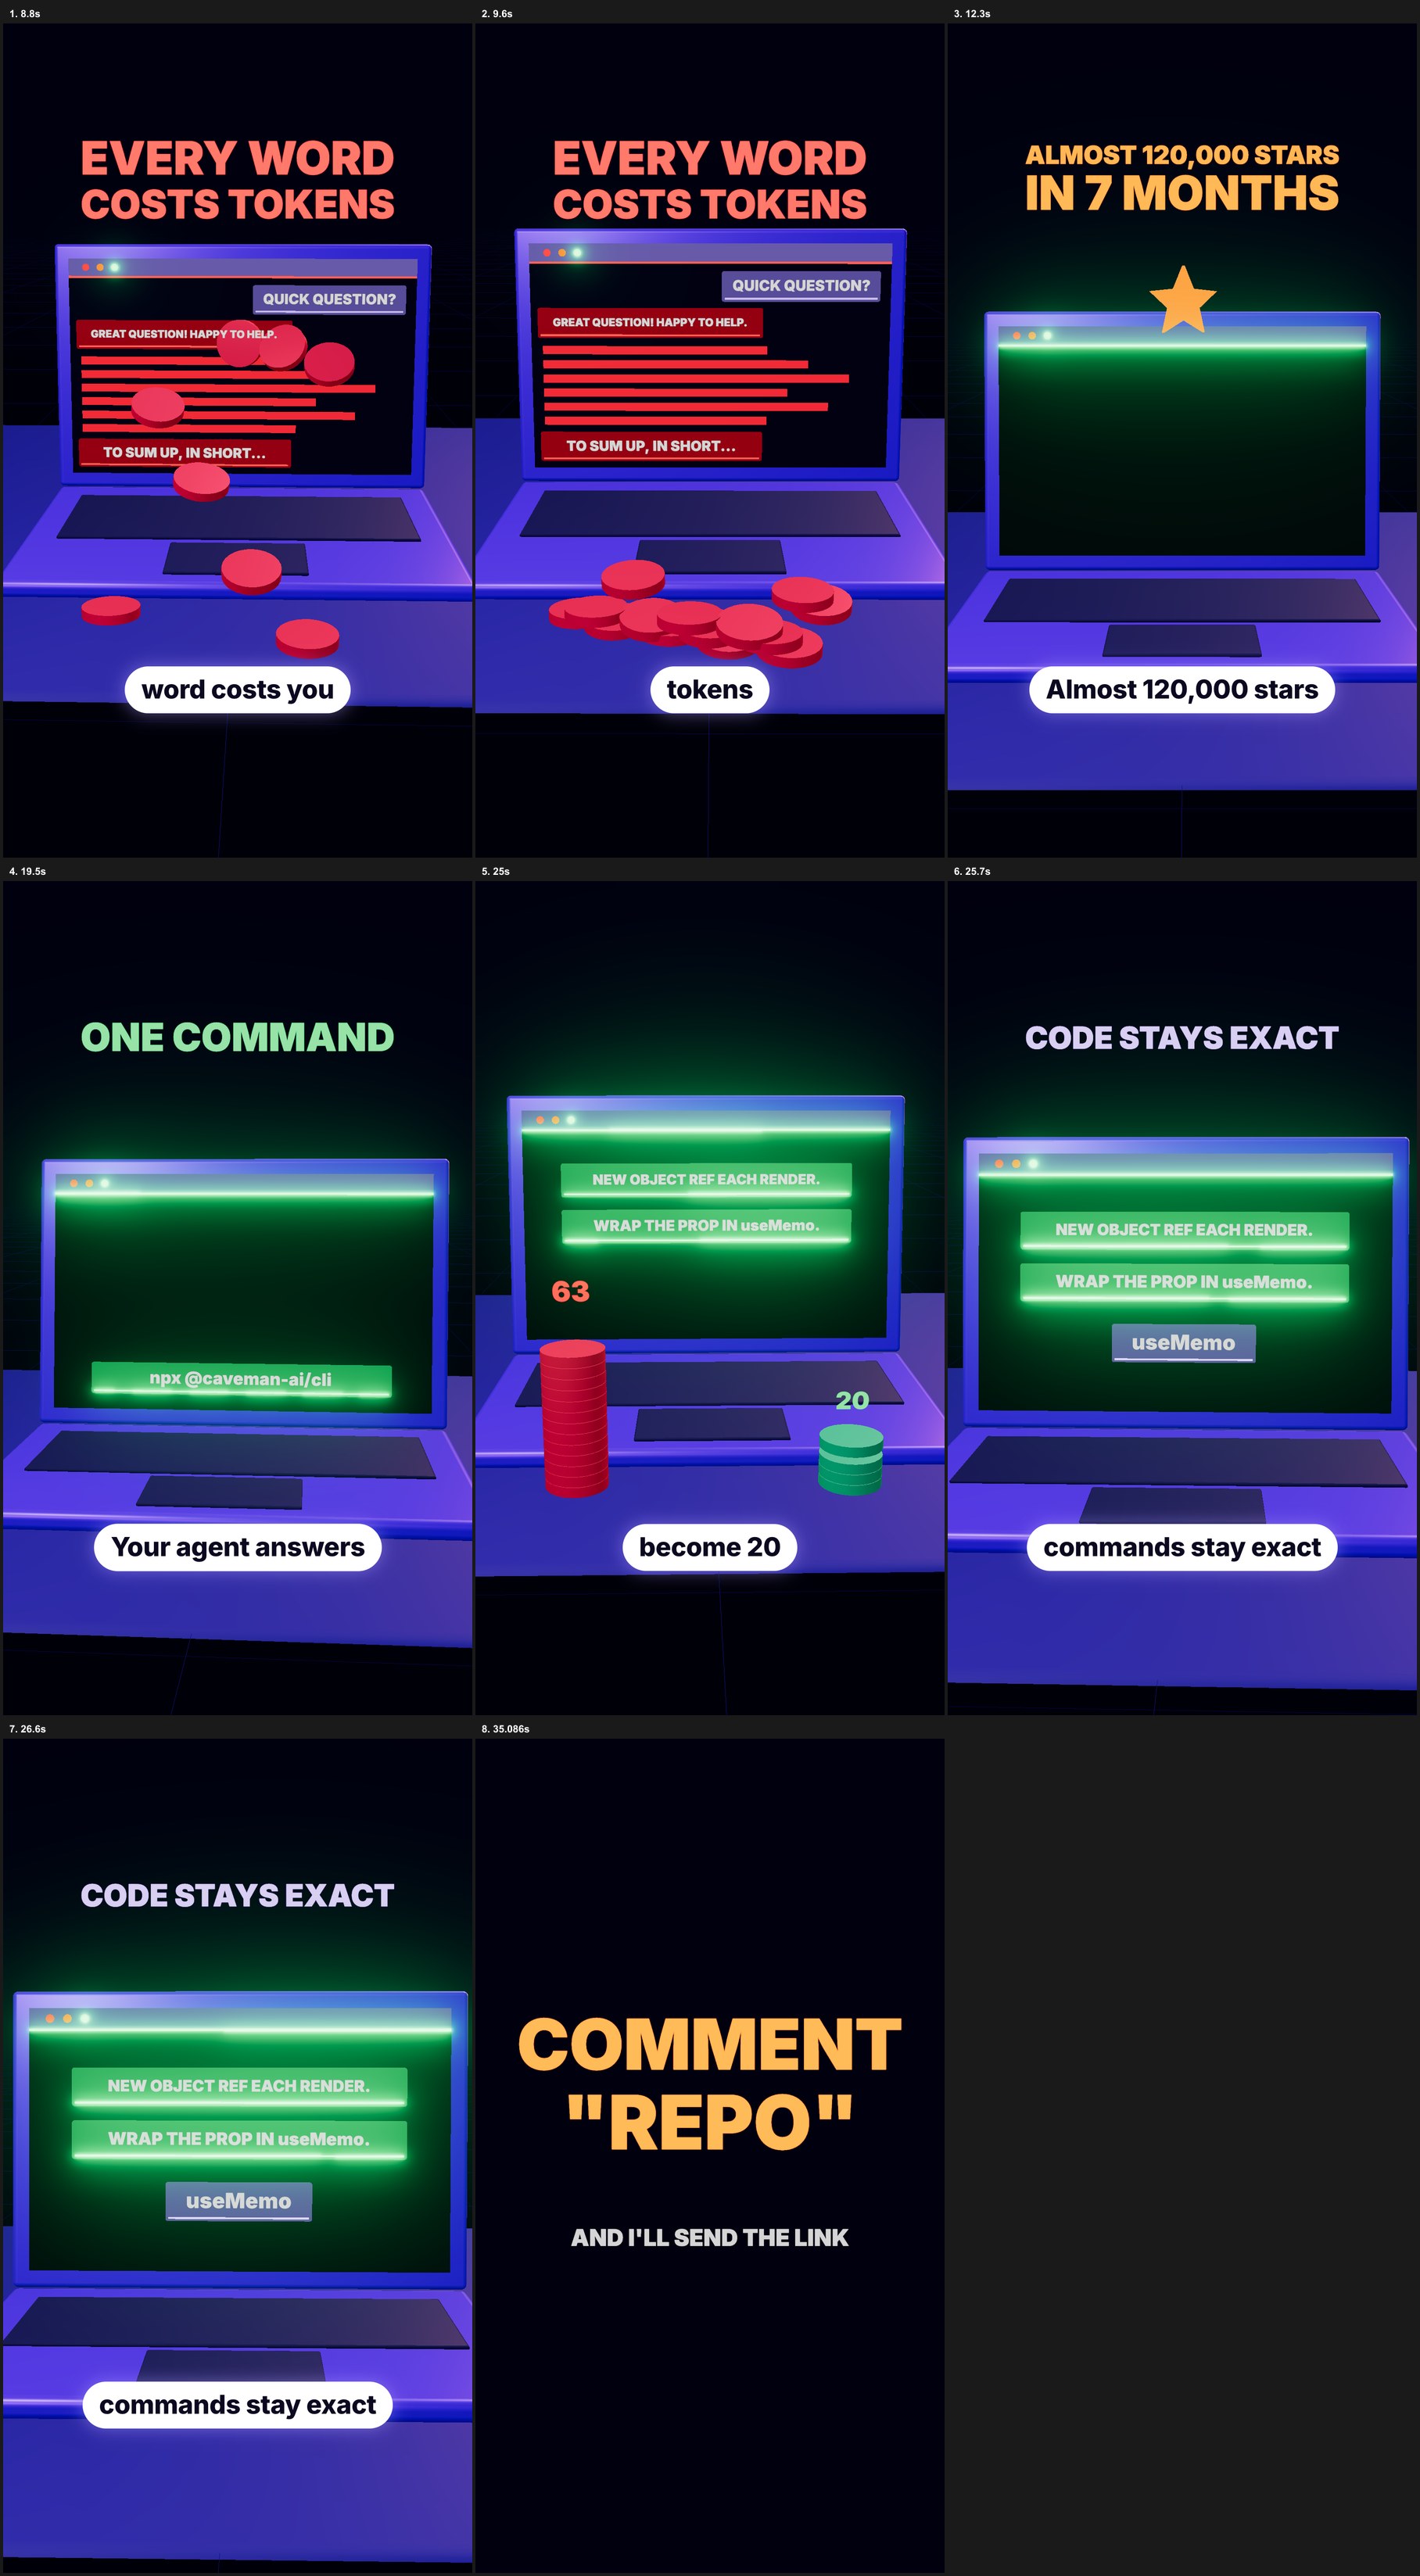 1. 8.8s
EVERY WORD
COSTS TOKENS
QUICK QUESTION?
GREAT QUESTION! HAPPY TO HELP.
TO SUM UP, IN SHORT...
word costs you
2. 9.6s
EVERY WORD
COSTS TOKENS
QUICK QUESTION?
GREAT QUESTION! HAPPY TO HELP.
TO SUM UP, IN SHORT...
tokens
3. 12.3s
ALMOST 120,000 STARS
IN 7 MONTHS
Almost 120,000 stars
4. 19.5s
ONE COMMAND
npx @caveman-ai/cli
Your agent answers
5. 25s
NEW OBJECT REF EACH RENDER.
WRAP THE PROP IN useMemo.
63
20
become 20
6. 25.7s
CODE STAYS EXACT
NEW OBJECT REF EACH RENDER.
WRAP THE PROP IN useMemo.
useMemo
commands stay exact
7. 26.6s
CODE STAYS EXACT
NEW OBJECT REF EACH RENDER.
WRAP THE PROP IN useMemo.
useMemo
commands stay exact
8. 35.086s
COMMENT
"REPO"
AND I'LL SEND THE LINK